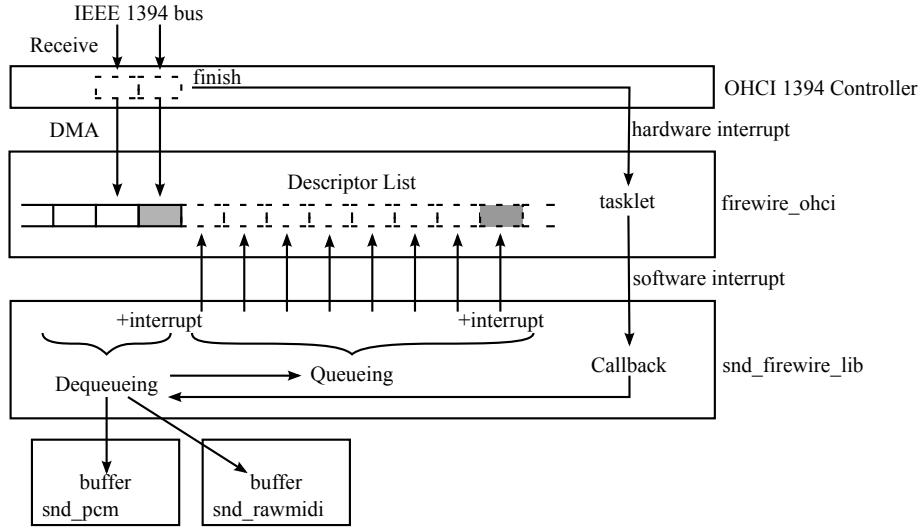 IEEE 1394 bus
Receive
finish
OHCI 1394 Controller
DMA
hardware interrupt
Descriptor List
tasklet
firewire_ohci
software interrupt
+interrupt
+interrupt
Callback
snd_firewire_lib
Dequeueing
Queueing
buffer
snd_pcm
buffer
snd_rawmidi